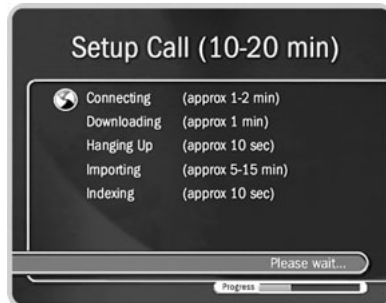 Setup Call (10-20 min)
Connecting (approx 1-2 min)
Downloading (approx 1 min)
Hanging Up (approx 10 sec)
Importing (approx 5-15 min)
Indexing (approx 10 sec)
Please wait...
Progress